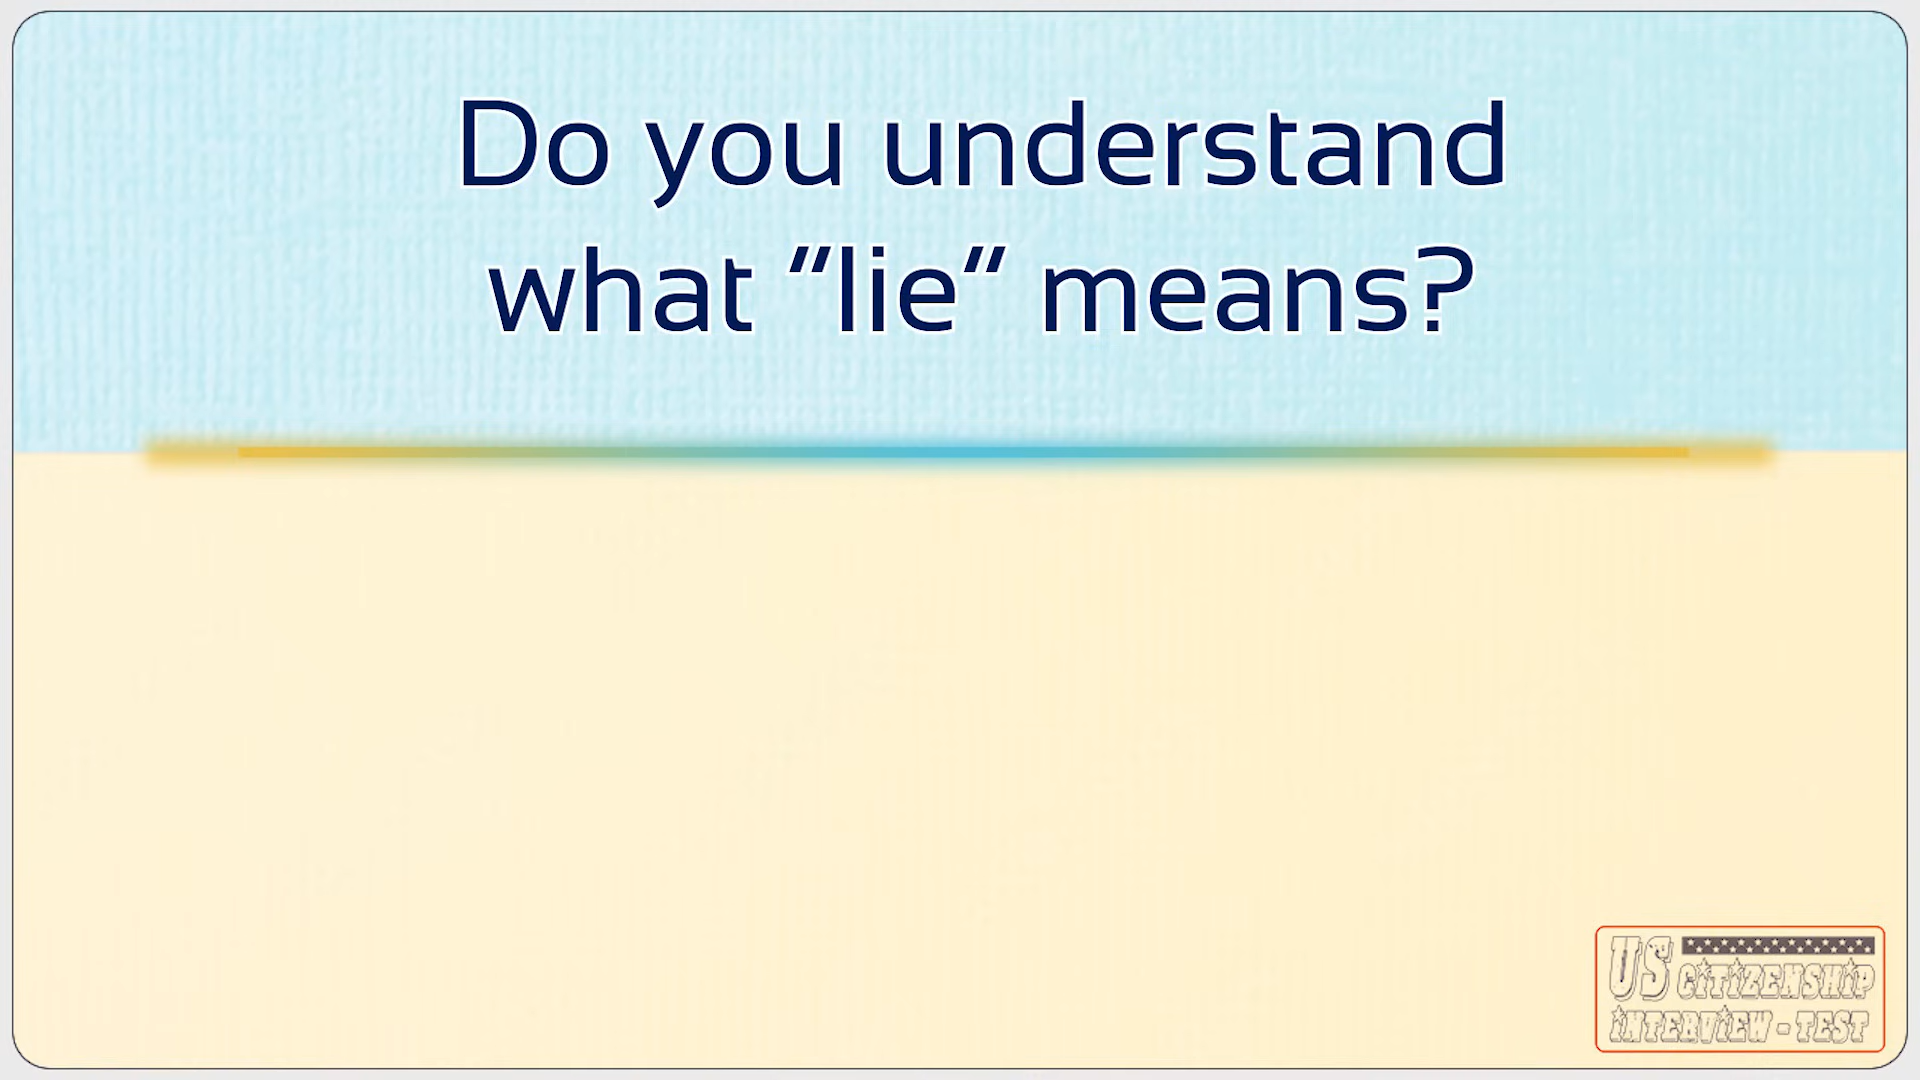 Do you understand
what “lie“ means?
US CITIZENSHIP
INTERVIEW - TEST